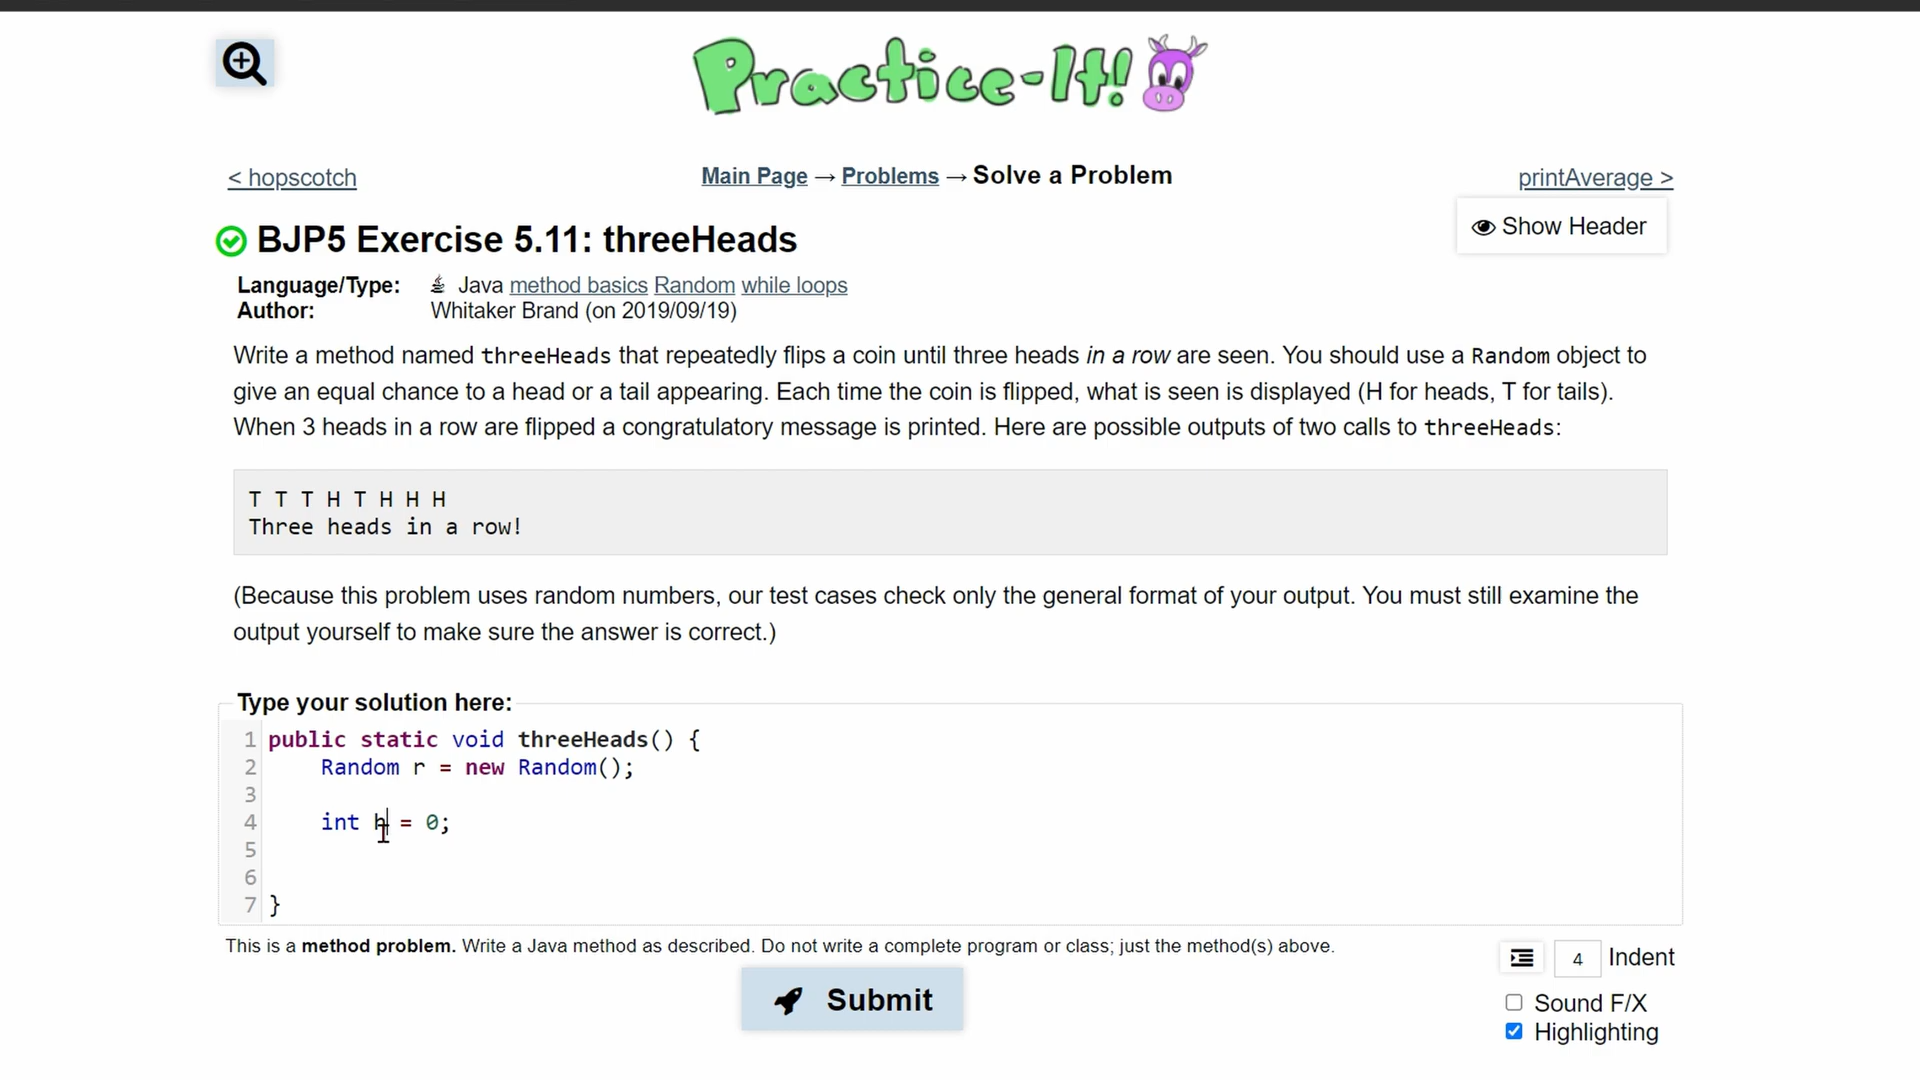 Practice-It!
< hopscotch
Main Page → Problems → Solve a Problem
printAverage >
Show Header
BJP5 Exercise 5.11: threeHeads
Language/Type: Java method basics Random while loops
Author: Whitaker Brand (on 2019/09/19)
Write a method named threeHeads that repeatedly flips a coin until three heads in a row are seen. You should use a Random object to
give an equal chance to a head or a tail appearing. Each time the coin is flipped, what is seen is displayed (H for heads, T for tails).
When 3 heads in a row are flipped a congratulatory message is printed. Here are possible outputs of two calls to threeHeads:
T T T H T H H H
Three heads in a row!
(Because this problem uses random numbers, our test cases check only the general format of your output. You must still examine the
output yourself to make sure the answer is correct.)
Type your solution here:
1 public static void threeHeads() {
2 Random r = new Random();
3
4 int h = 0;
5
6
7 }
This is a method problem. Write a Java method as described. Do not write a complete program or class; just the method(s) above.
4 Indent
Submit
Sound F/X
Highlighting